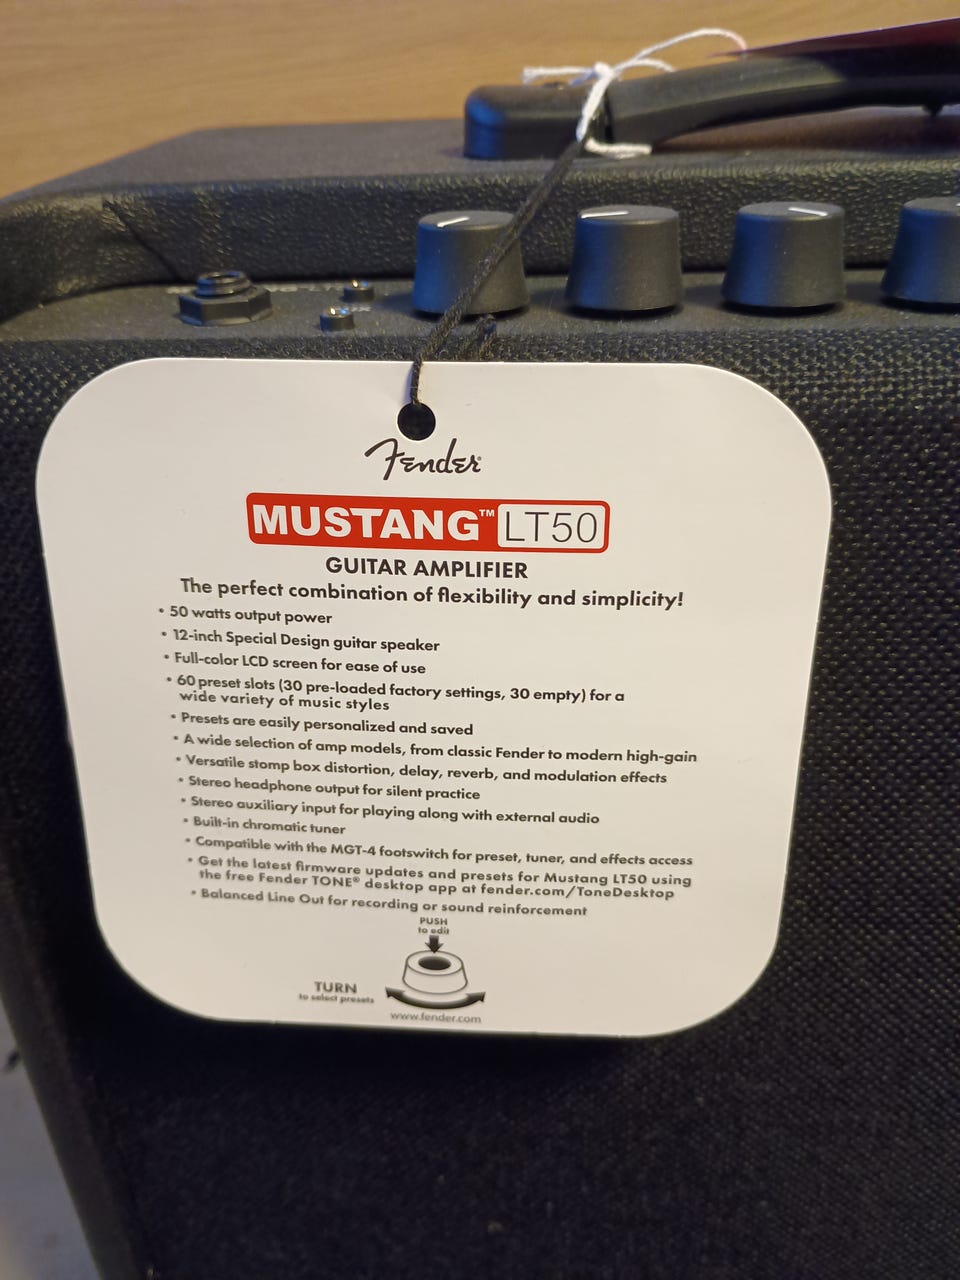 Fender
MUSTANG™ LT50
GUITAR AMPLIFIER
The perfect combination of flexibility and simplicity!
• 50 watts output power
• 12-inch Special Design guitar speaker
• Full-color LCD screen for ease of use
• 60 preset slots (30 pre-loaded factory settings, 30 empty) for a
wide variety of music styles
• Presets are easily personalized and saved
• A wide selection of amp models, from classic Fender to modern high-gain
• Versatile stomp box distortion, delay, reverb, and modulation effects
• Stereo headphone output for silent practice
• Stereo auxiliary input for playing along with external audio
• Built-in chromatic tuner
• Compatible with the MGT-4 footswitch for preset, tuner, and effects access
• Get the latest firmware updates and presets for Mustang LT50 using
the free Fender TONE® desktop app at fender.com/ToneDesktop
• Balanced Line Out for recording or sound reinforcement
PUSH
to edit
TURN
to select presets
www.fender.com